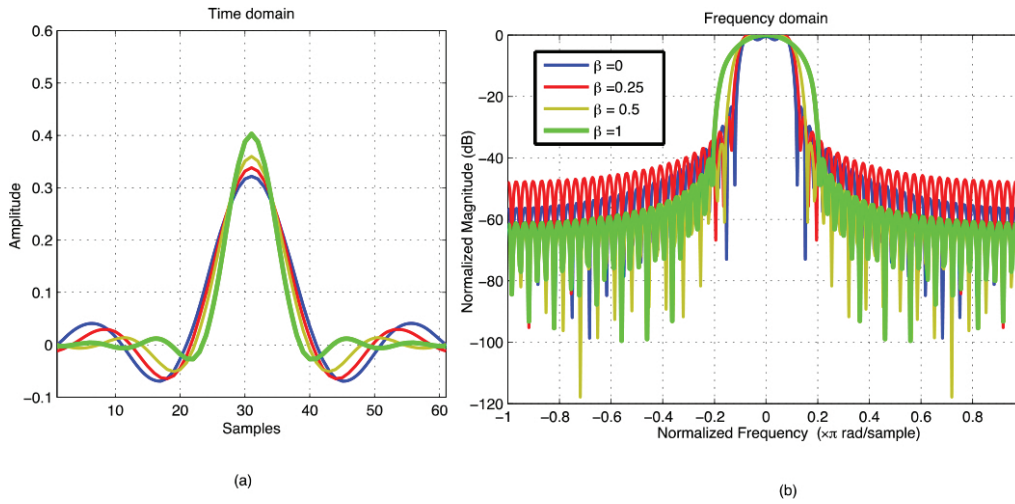 Time domain
0.6
0.5
0.4
0.3
0.2
0.1
0
−0.1
Amplitude
10 20 30 40 50 60
Samples
(a)
Frequency domain
β =0
β =0.25
β = 0.5
β =1
0
−20
−40
−60
−80
−100
−120
Normalized Magnitude (dB)
−1 −0.8 −0.6 −0.4 −0.2 0 0.2 0.4 0.6 0.8
Normalized Frequency (×π rad/sample)
(b)